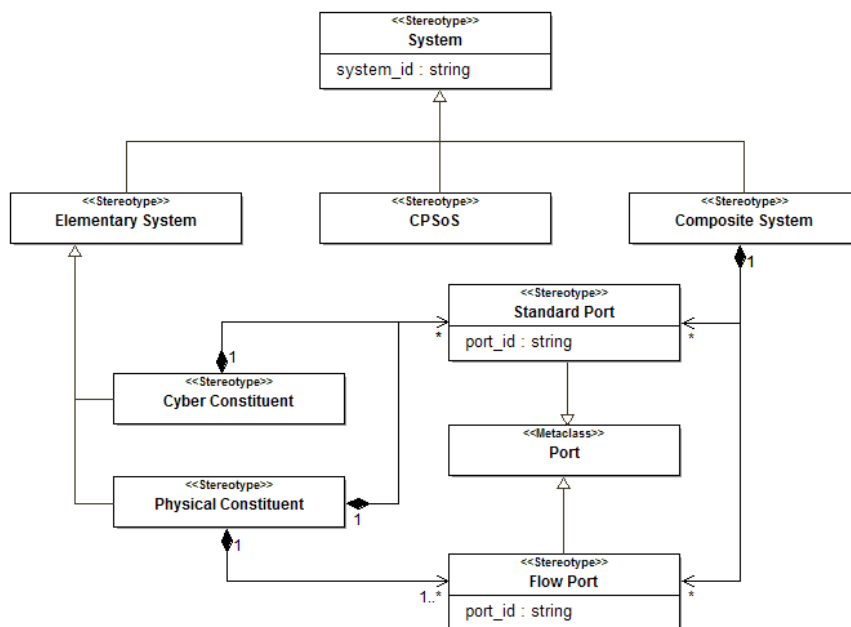 <<Stereotype>>
System
system_id : string
<<Stereotype>>
Elementary System
<<Stereotype>>
CPSoS
<<Stereotype>>
Composite System
1
<<Stereotype>>
Standard Port
port_id : string
*
*
1
<<Stereotype>>
Cyber Constituent
<<Metaclass>>
Port
<<Stereotype>>
Physical Constituent
1
1
<<Stereotype>>
Flow Port
port_id : string
1..*
*